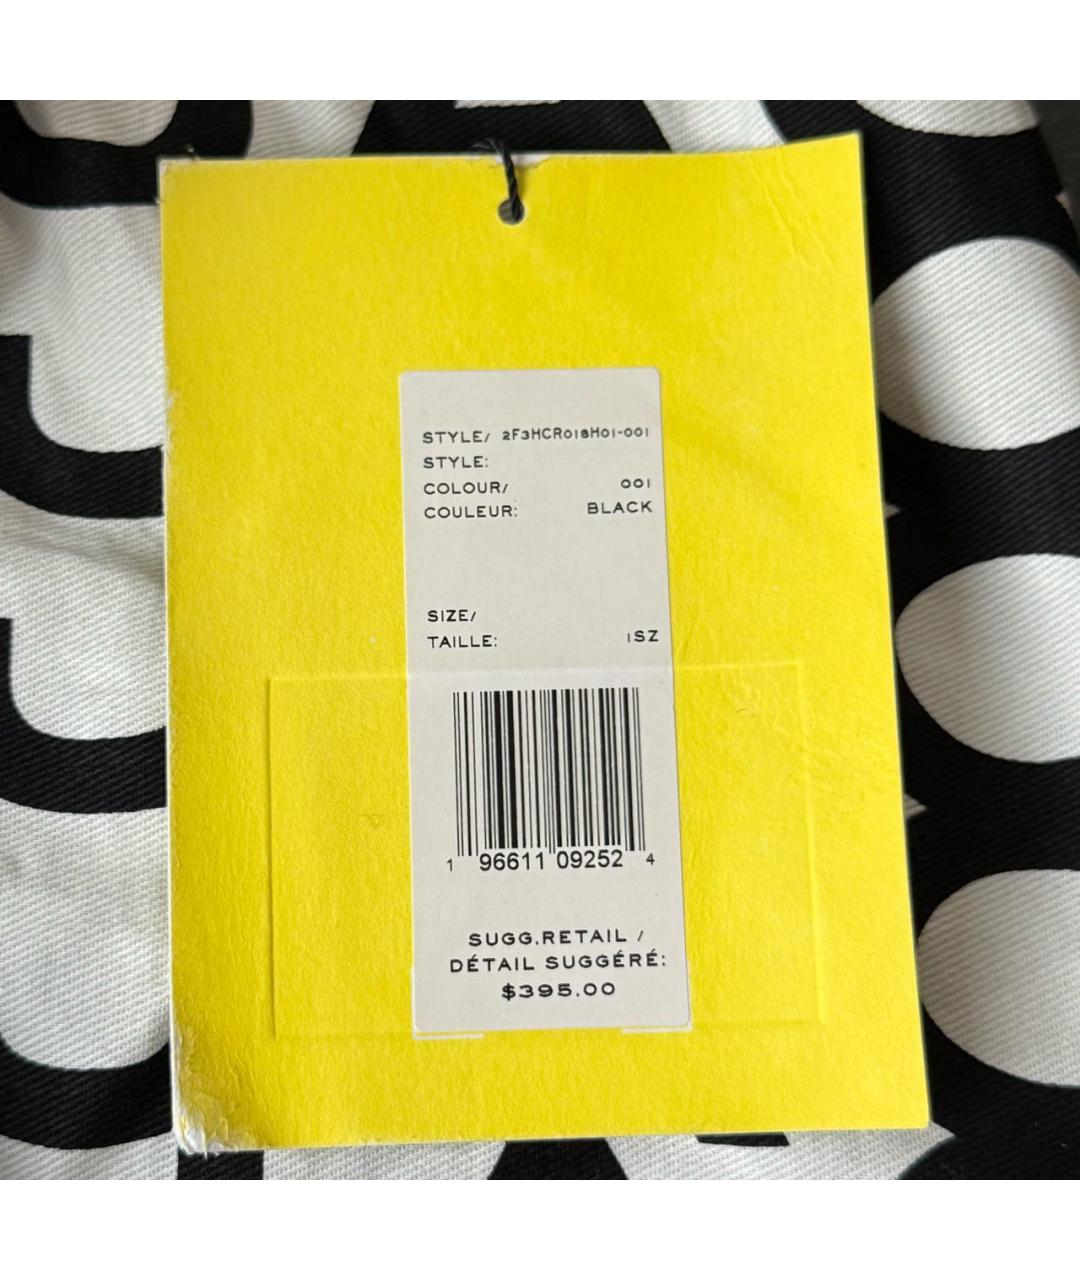 STYLE/ 2F3HCR018H01-001
STYLE:
COLOUR/ 001
COULEUR: BLACK
SIZE/
TAILLE: 1SZ
1 96611 09252 4
SUGG.RETAIL /
DÉTAIL SUGGÉRÉ:
$395.00